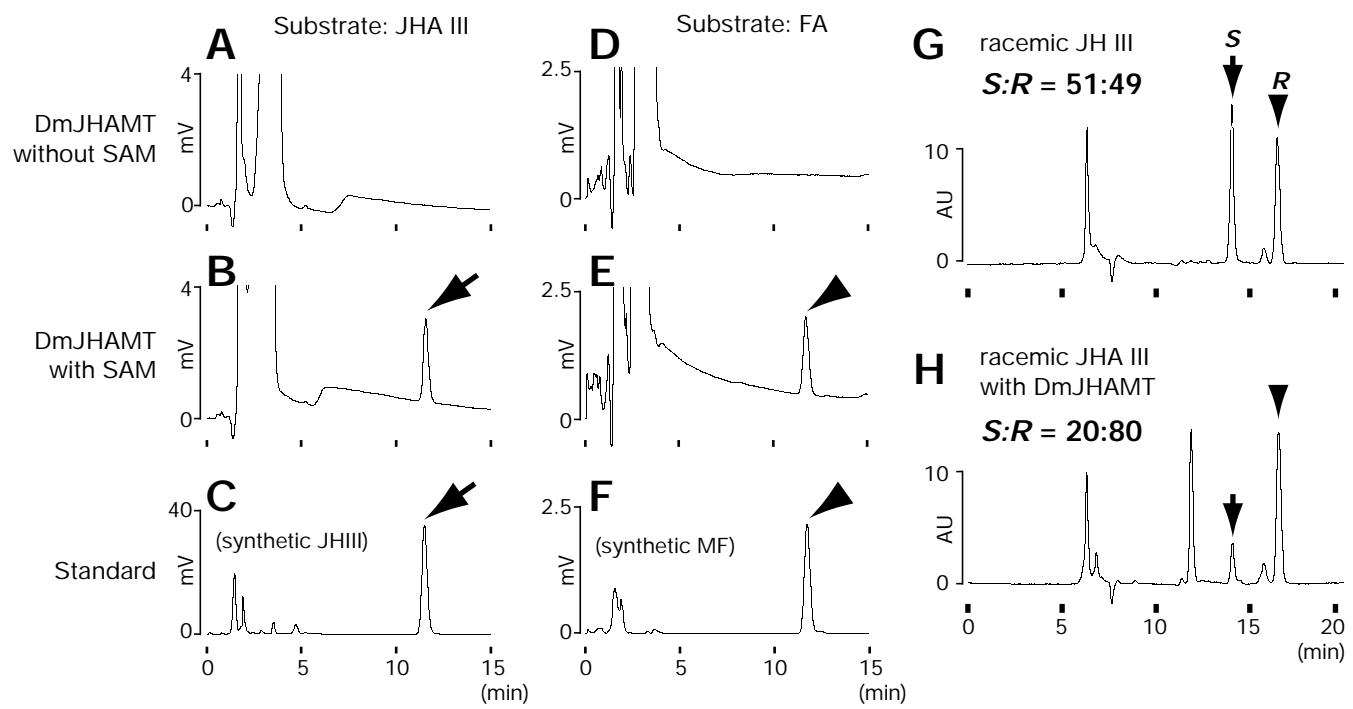 Substrate: JHA III
Substrate: FA
DmJHAMT
without SAM
DmJHAMT
with SAM
Standard
A
4
mV
0
B
4
mV
0
C
40
mV
0
(synthetic JHIII)
0 5 10 15
(min)
D
2.5
mV
0
E
2.5
mV
0
F
2.5
mV
0
(synthetic MF)
0 5 10 15
(min)
G
racemic JH III
S:R = 51:49
S
R
10
AU
0
H
racemic JHA III
with DmJHAMT
S:R = 20:80
10
AU
0
0 5 10 15 20
(min)